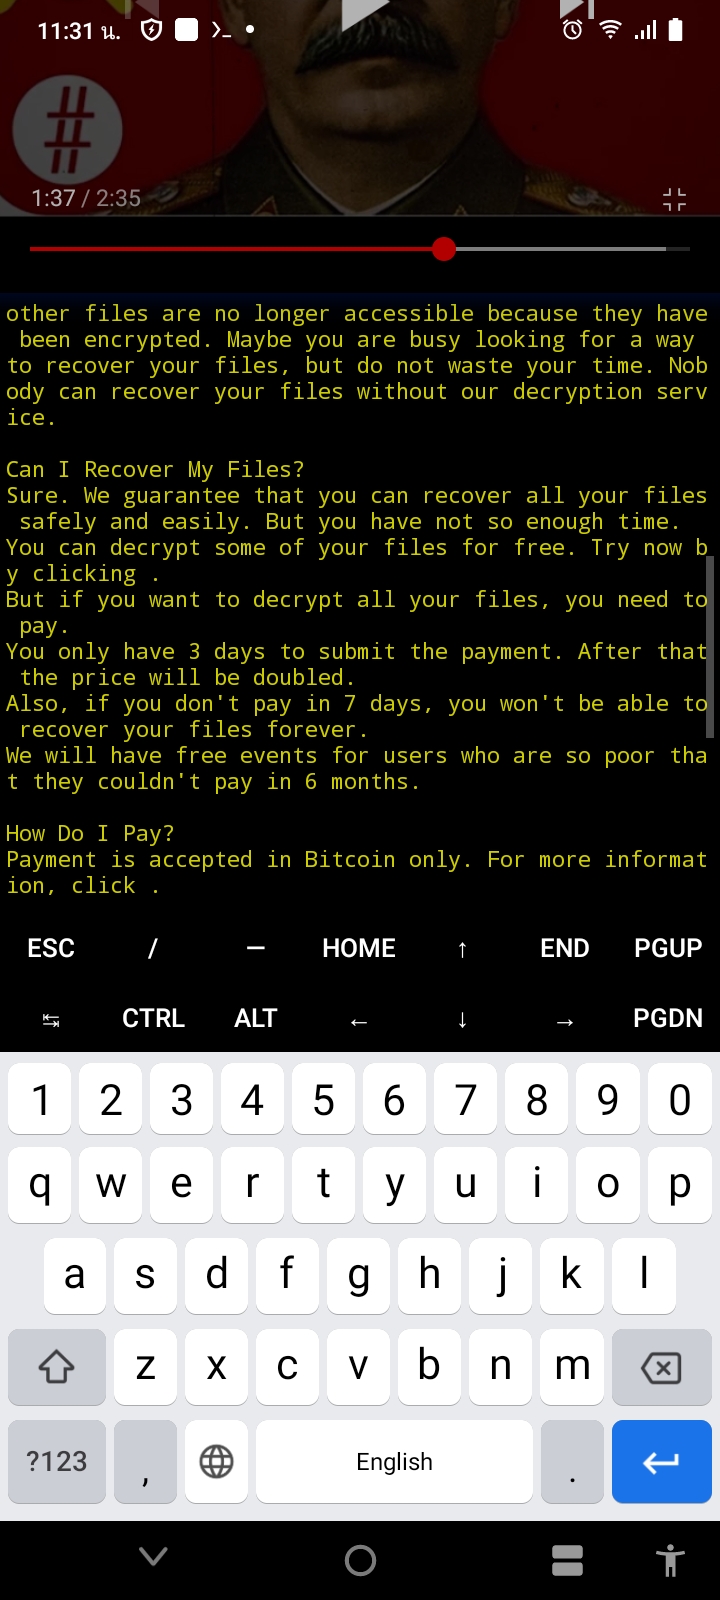 11:31 น.
#
1:37 / 2:35
other files are no longer accessible because they have
been encrypted. Maybe you are busy looking for a way
to recover your files, but do not waste your time. Nob
ody can recover your files without our decryption serv
ice.
Can I Recover My Files?
Sure. We guarantee that you can recover all your files
safely and easily. But you have not so enough time.
You can decrypt some of your files for free. Try now b
y clicking .
But if you want to decrypt all your files, you need to
pay.
You only have 3 days to submit the payment. After that
the price will be doubled.
Also, if you don't pay in 7 days, you won't be able to
recover your files forever.
We will have free events for users who are so poor tha
t they couldn't pay in 6 months.
How Do I Pay?
Payment is accepted in Bitcoin only. For more informat
ion, click .
ESC / — HOME ↑ END PGUP
↹ CTRL ALT ← ↓ → PGDN
1 2 3 4 5 6 7 8 9 0
q w e r t y u i o p
a s d f g h j k l
z x c v b n m
?123 , English .